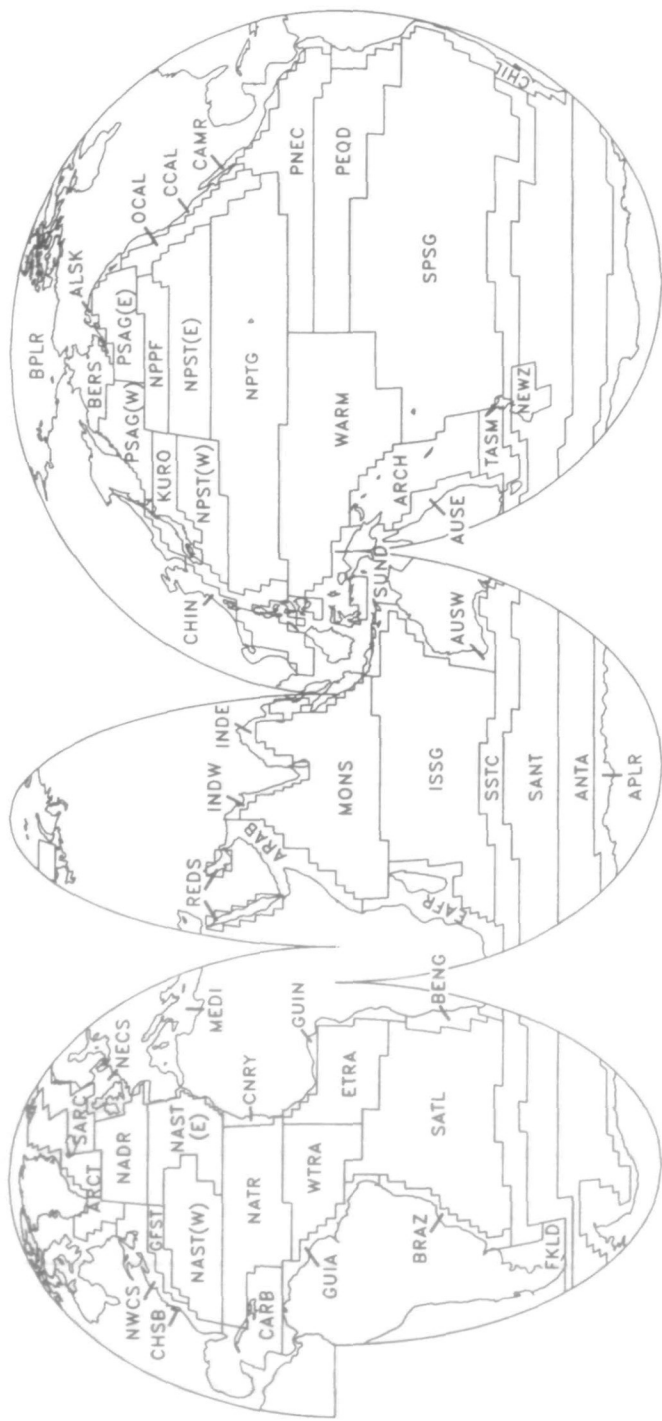 BPLR
ALSK
BERS
PSAG(E)
PSAG(W)
OCAL
CCAL
CAMR
NPPF
KURO
NPST(E)
NPST(W)
NPTG
PNEC
PEQD
WARM
CHIN
SUND
ARCH
SPSG
AUSE
TASM
NEWZ
CHIL
REDS
INDW
INDE
ARAB
MONS
AUSW
ISSG
EAFR
SSTC
SANT
ANTA
APLR
SARC
ARCT
NECS
NADR
NWCS
CHSB
GFST
NAST
(E)
NAST(W)
MEDI
CNRY
NATR
CARB
GUIN
WTRA
ETRA
GUIA
BENG
SATL
BRAZ
FKLD